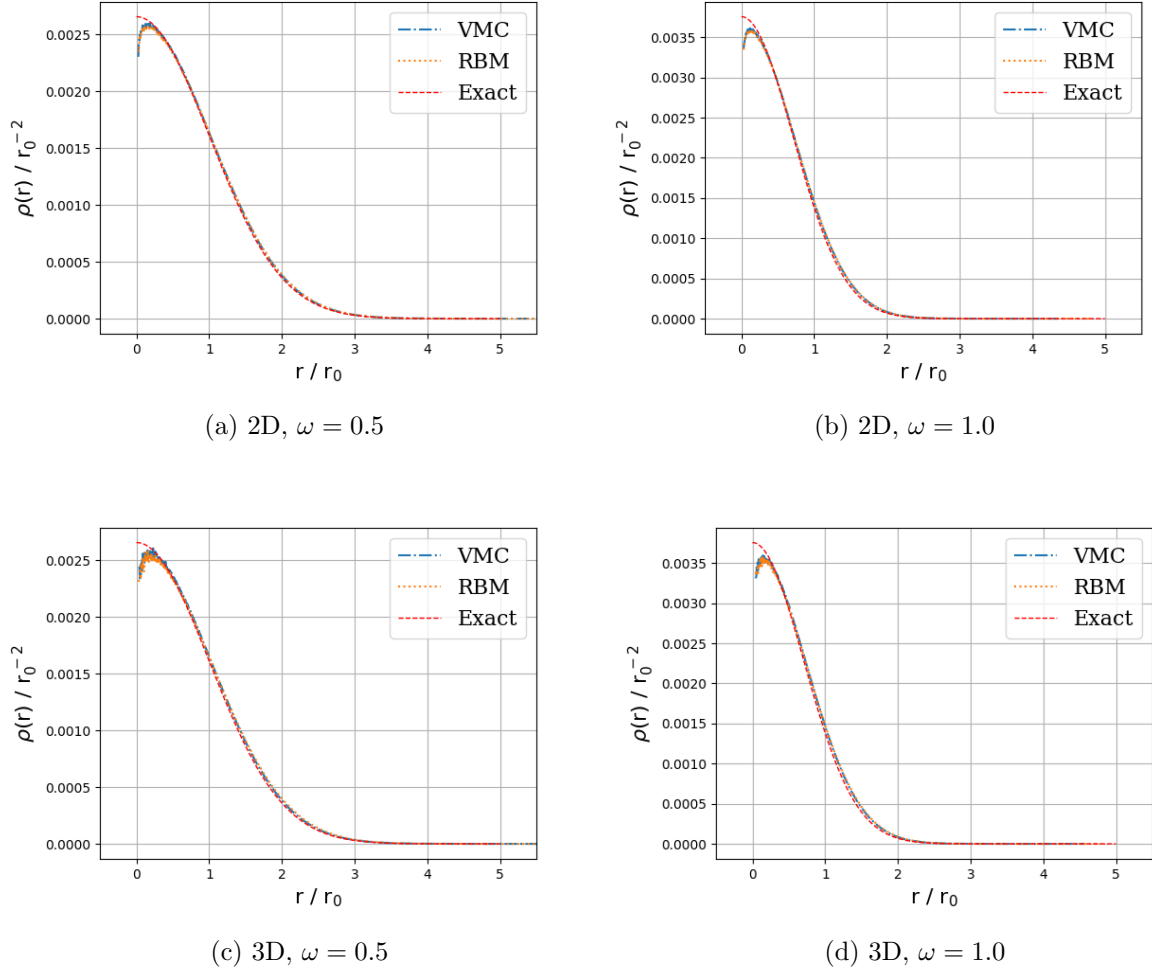 0.0025
0.0020
0.0015
0.0010
0.0005
0.0000
ρ(r) / r₀⁻²
0 1 2 3 4 5
r / r₀
VMC
RBM
Exact
(a) 2D, ω = 0.5
0.0035
0.0030
0.0025
0.0020
0.0015
0.0010
0.0005
0.0000
ρ(r) / r₀⁻²
0 1 2 3 4 5
r / r₀
VMC
RBM
Exact
(b) 2D, ω = 1.0
0.0025
0.0020
0.0015
0.0010
0.0005
0.0000
ρ(r) / r₀⁻²
0 1 2 3 4 5
r / r₀
VMC
RBM
Exact
(c) 3D, ω = 0.5
0.0035
0.0030
0.0025
0.0020
0.0015
0.0010
0.0005
0.0000
ρ(r) / r₀⁻²
0 1 2 3 4 5
r / r₀
VMC
RBM
Exact
(d) 3D, ω = 1.0